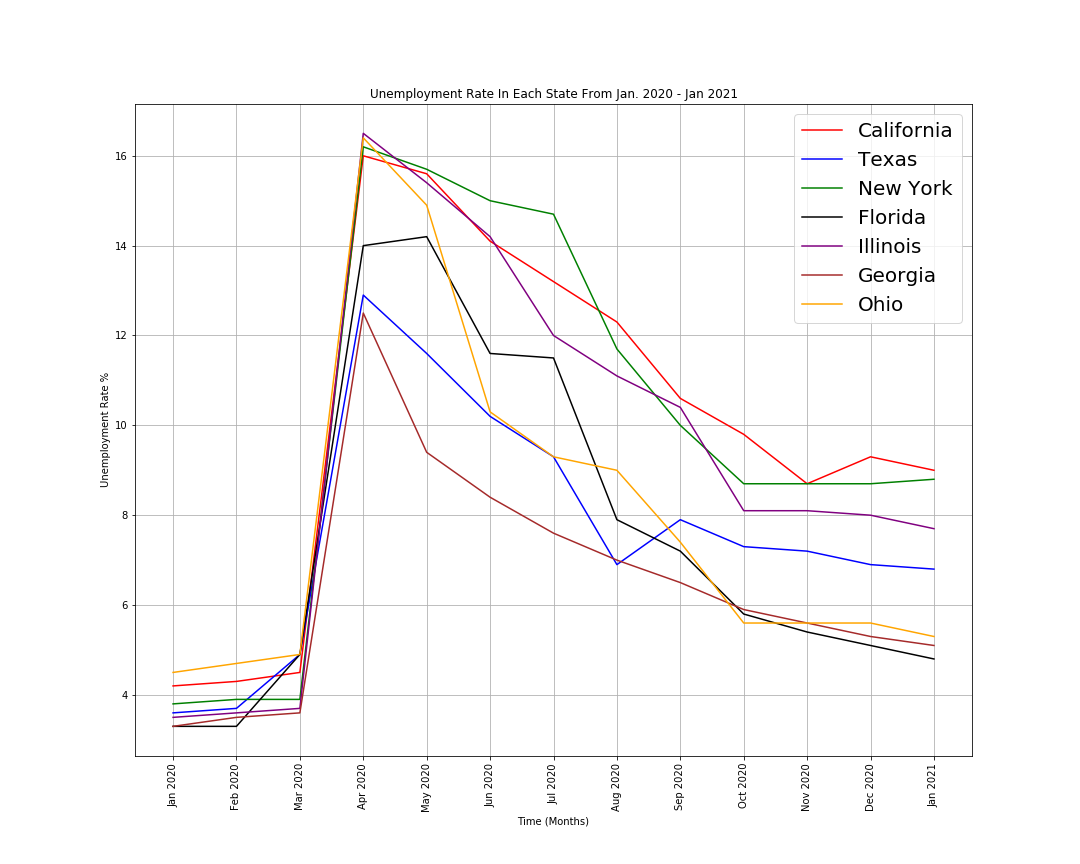 Unemployment Rate In Each State From Jan. 2020 - Jan 2021
California
Texas
New York
Florida
Illinois
Georgia
Ohio
Unemployment Rate %
16
14
12
10
8
6
4
Jan 2020
Feb 2020
Mar 2020
Apr 2020
May 2020
Jun 2020
Jul 2020
Aug 2020
Sep 2020
Oct 2020
Nov 2020
Dec 2020
Jan 2021
Time (Months)